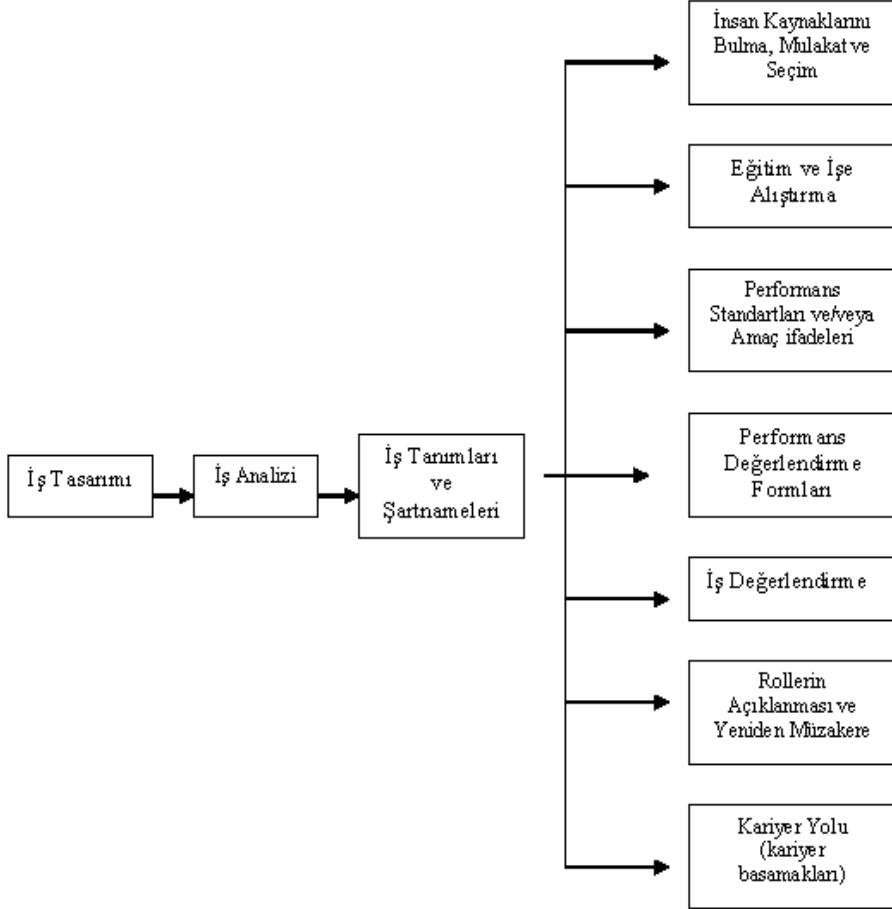 İş Tasarımı
İş Analizi
İş Tanımları
ve
Şartnameleri
İnsan Kaynaklarını
Bulma, Mulakat ve
Seçim
Eğitim ve İşe
Alıştırma
Performans
Standartları ve/veya
Amaç ifadeleri
Performans
Değerlendirme
Formları
İş Değerlendirme
Rollerin
Açıklanması ve
Yeniden Müzakere
Kariyer Yolu
(kariyer
basamakları)